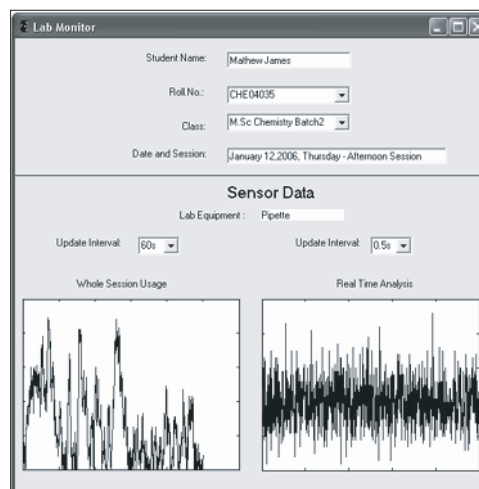 Lab Monitor
Student Name: Mathew James
Roll.No.: CHE04035
Class: M.Sc Chemistry Batch2
Date and Session: January 12,2006, Thursday - Afternoon Session
Sensor Data
Lab Equipment : Pipette
Update Interval: 60s Update Interval: 0.5s
Whole Session Usage Real Time Analysis